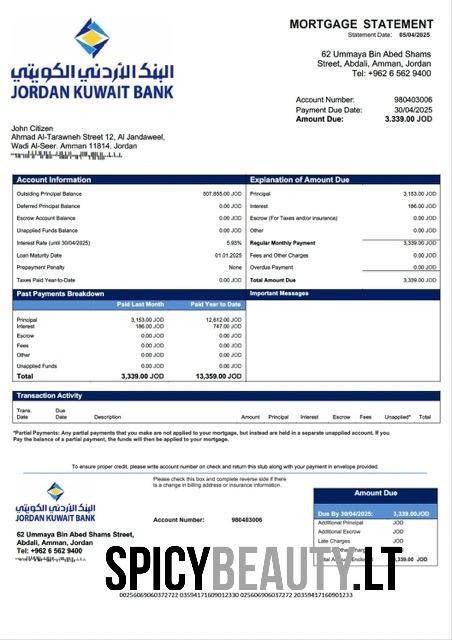 البنك الأردني الكويتي
JORDAN KUWAIT BANK
MORTGAGE STATEMENT
Statement Date: 05/04/2025
62 Ummaya Bin Abed Shams
Street, Abdali, Amman, Jordan
Tel: +962 6 562 9400
Account Number: 980403006
Payment Due Date: 30/04/2025
Amount Due: 3.339.00 JOD
John Citizen
Ahmad Al-Tarawneh Street 12, Al Jandaweel,
Wadi Al-Seer. Amman 11814. Jordan
Account Information
Outsiding Principal Balance 507,655.00 JOD
Deferred Principal Balance 0.00 JOD
Escrow Account Balance 0.00 JOD
Unapplied Funds Balance 0.00 JOD
Interest Rate (until 30/04/2025) 5.93%
Loan Maturity Date 01.01.2025
Prepayment Penalty None
Taxes Paid Year-to-Date 0.00 JOD
Explanation of Amount Due
Principal 3,153.00 JOD
Interest 186.00 JOD
Escrow (For Taxes and/or insurance) 0.00 JOD
Other 0.00 JOD
Regular Monthly Payment 3,339.00 JOD
Fees and Other Charges 0.00 JOD
Overdue Payment 0.00 JOD
Total Amount Due 3,339.00 JOD
Past Payments Breakdown
Paid Last Month Paid Year to Date
Principal 3,153.00 JOD 12,612.00 JOD
Interest 186.00 JOD 747.00 JOD
Escrow 0.00 JOD 0.00 JOD
Fees 0.00 JOD 0.00 JOD
Other 0.00 JOD 0.00 JOD
Unapplied Funds 0.00 JOD 0.00 JOD
Total 3,339.00 JOD 13,359.00 JOD
Important Messages
Transaction Activity
Trans. Date Due Date Description Amount Principal Interest Escrow Fees Unapplied* Total
*Partial Payments: Any partial payments that you make are not applied to your mortgage, but instead are held in a separate unapplied account. If you
Pay the balance of a partial payment, the funds will then be applied to your mortgage.
To ensure proper credit, please write account number on check and return this stub along with your payment in envelope provided.
البنك الأردني الكويتي
JORDAN KUWAIT BANK
62 Ummaya Bin Abed Shams Street,
Abdali, Amman, Jordan
Tel: +962 6 562 9400
Please check this box and complete reverse side if there
is a change in billing address or insurance information.
Account Number: 980403006
Amount Due
Due By 30/04/2025: 3,339.00JOD
Additional Principal JOD
Additional Escrow JOD
Late Charges JOD
JOD
SPICYBEAUTY.LT